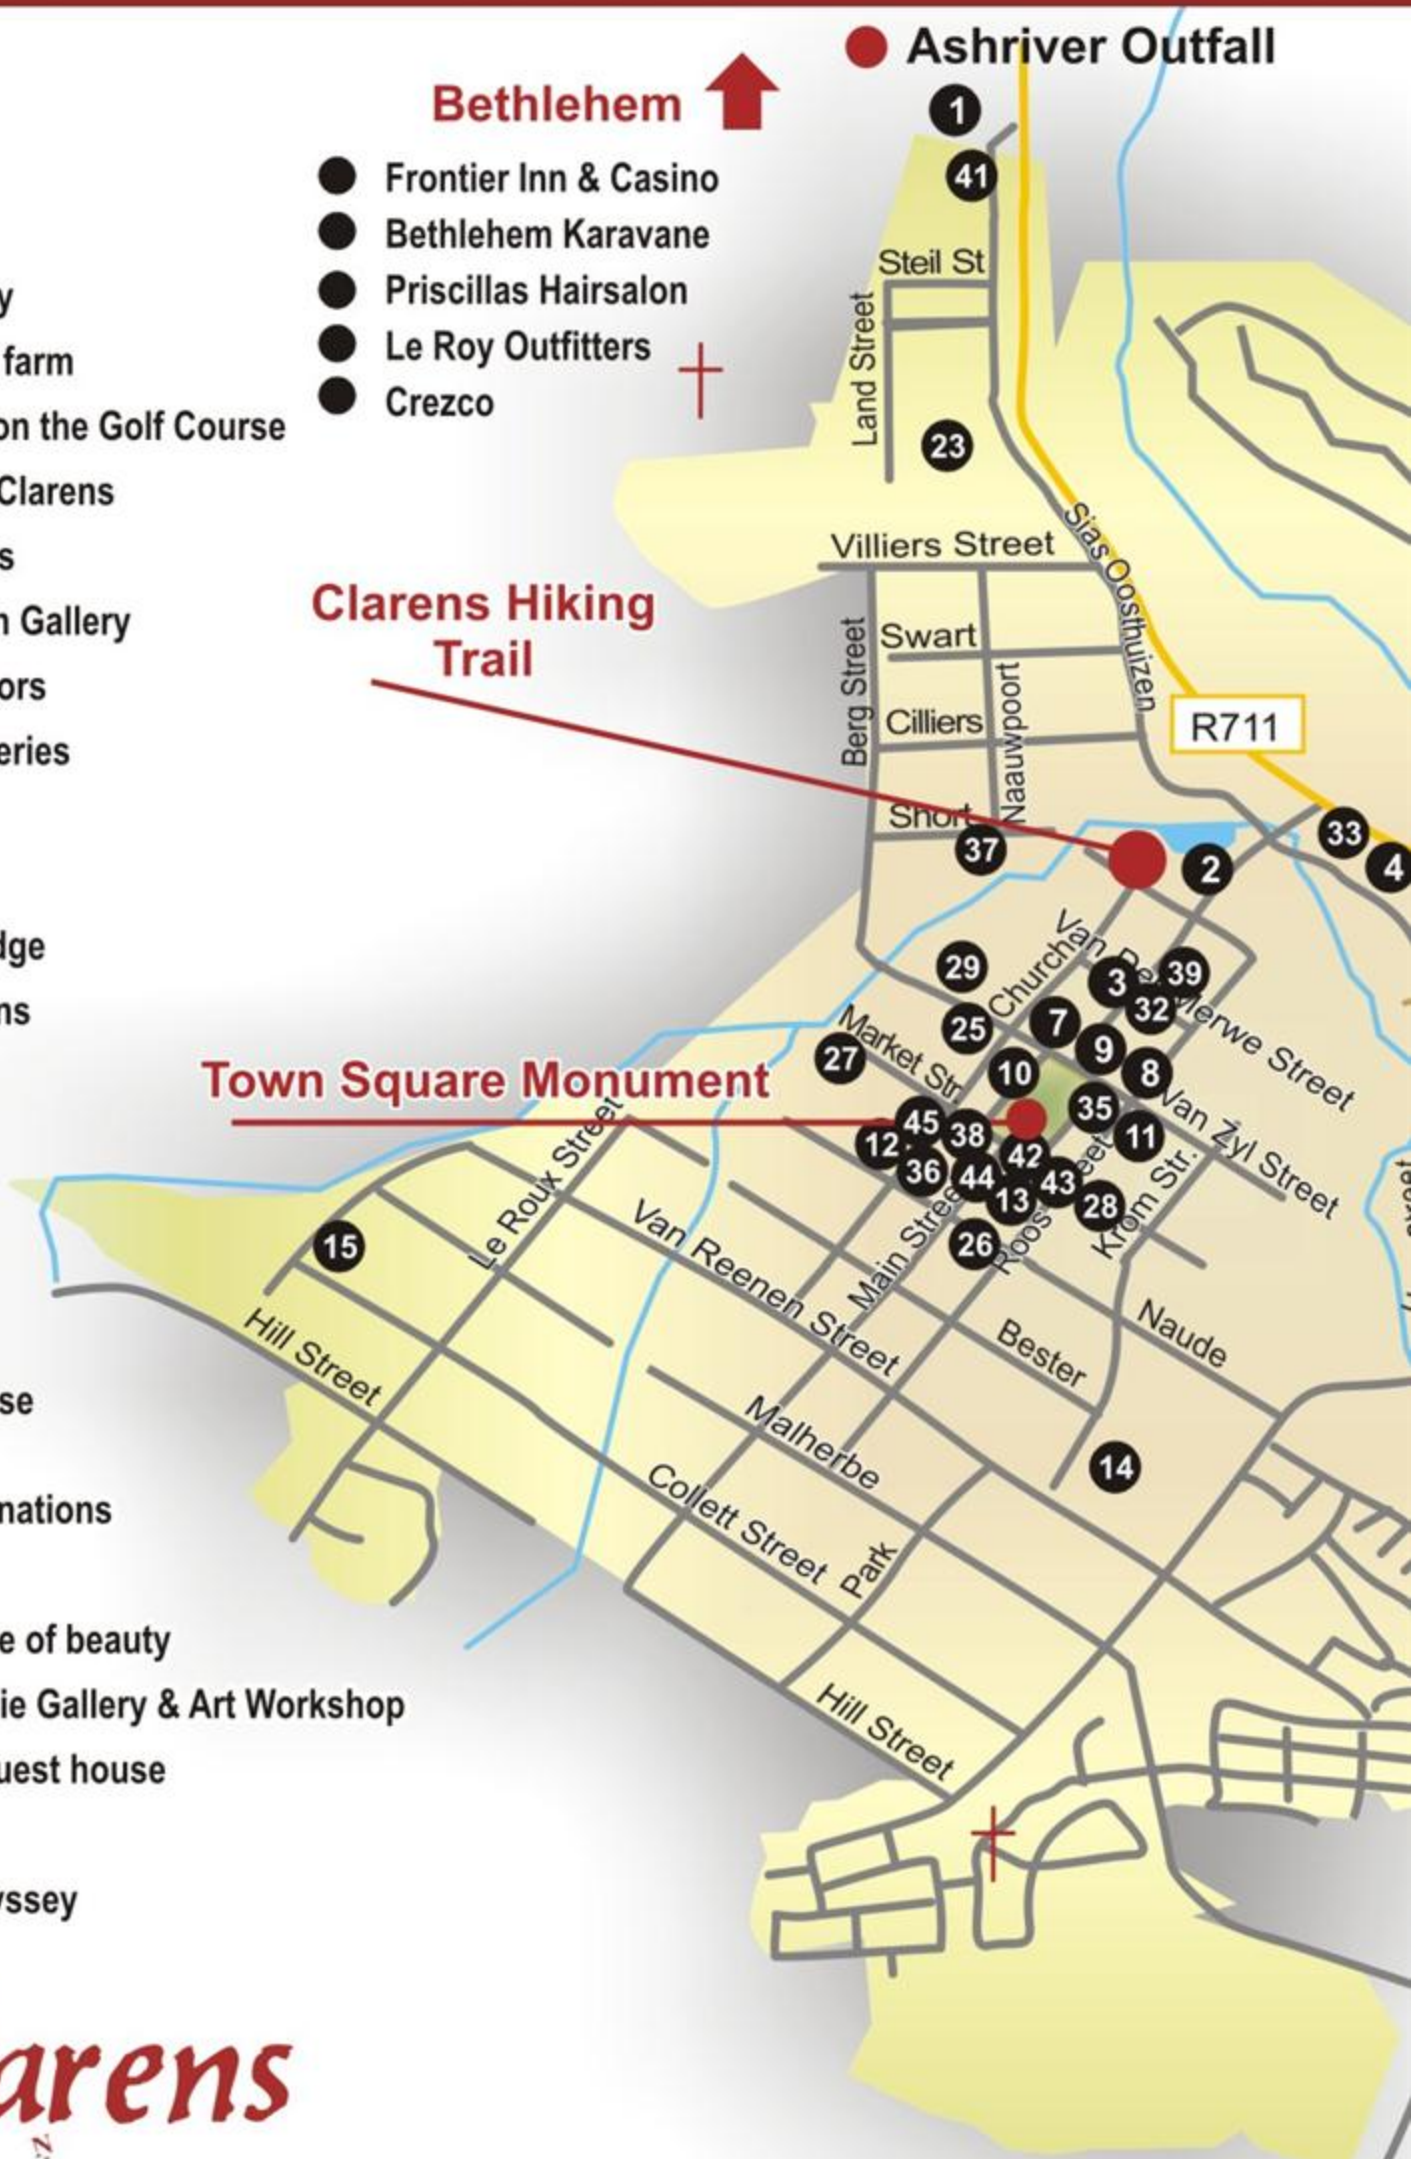 Ashriver Outfall
Bethlehem
1
41
Frontier Inn & Casino
Bethlehem Karavane
Priscillas Hairsalon
Le Roy Outfitters
Crezco
Steil St
Land Street
23
y
farm
on the Golf Course
Clarens
s
n Gallery
ors
eries
Villiers Street
Sias Oosthuizen
Clarens Hiking
Trail
Swart
Berg Street
Cilliers
Naauwpoort
R711
Short
37
33
2
4
dge
ns
29
Church
Van Der Merwe Street
3
39
32
25
7
Market Str.
27
9
10
8
Town Square Monument
35
Van Zyl Street
45
38
11
12
42
36
44
43
13
28
Krom Str.
Main Street
Roos Street
26
Le Roux Street
15
Van Reenen Street
Hill Street
Naude
Bester
se
Malherbe
14
Collett Street
Park
nations
e of beauty
ie Gallery & Art Workshop
uest house
Hill Street
yssey
arens